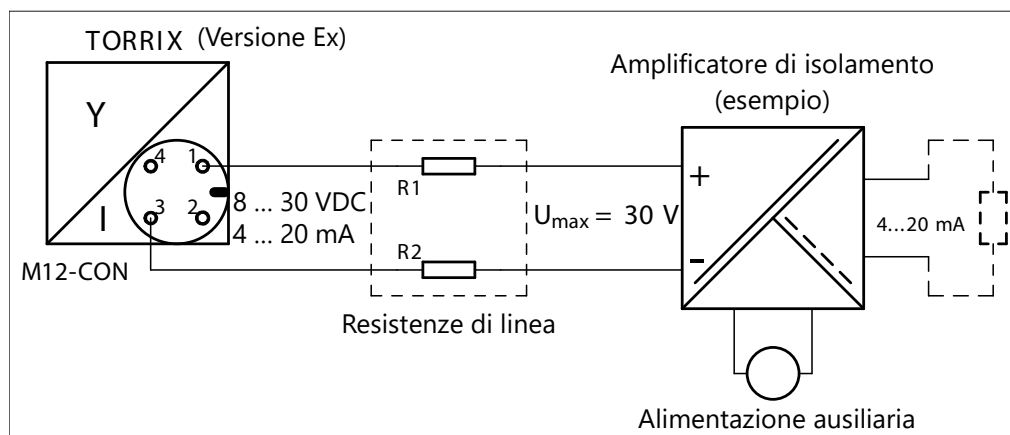 TORRIX (Versione Ex)
Amplificatore di isolamento
(esempio)
Y
I
4 1
3 2
8 ... 30 VDC
4 ... 20 mA
M12-CON
R1
R2
Resistenze di linea
Umax = 30 V
+
-
4...20 mA
Alimentazione ausiliaria